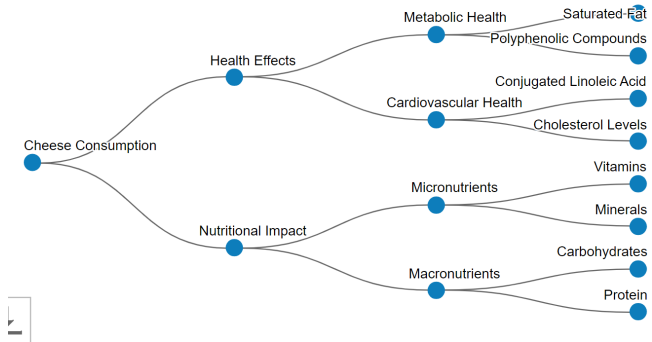 Metabolic Health
Saturated-Fat
Polyphenolic Compounds
Health Effects
Conjugated Linoleic Acid
Cardiovascular Health
Cholesterol Levels
Cheese Consumption
Vitamins
Micronutrients
Minerals
Nutritional Impact
Carbohydrates
Macronutrients
Protein